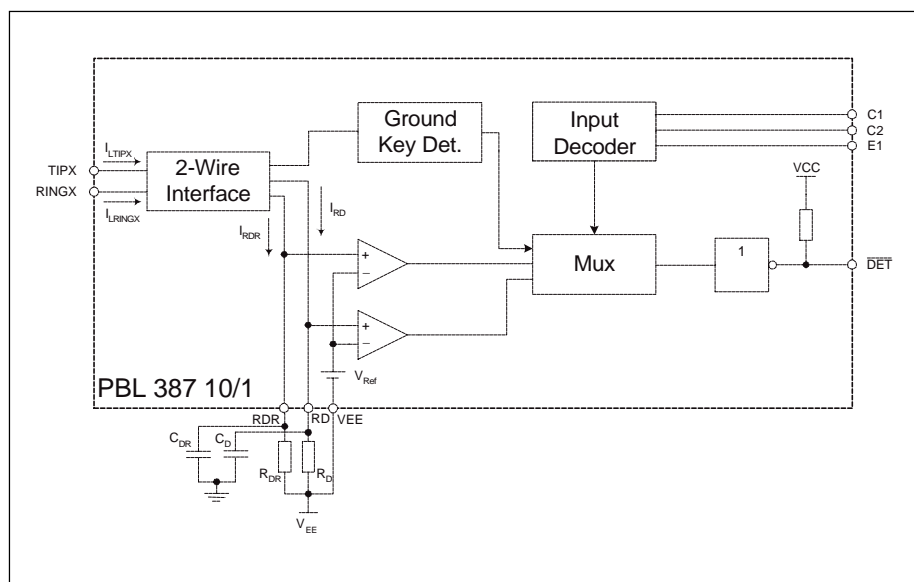 Ground
Key Det.
Input
Decoder
C1
C2
E1
I_LTIPX
TIPX
2-Wire
Interface
RINGX
I_LRINGX
I_RDR
I_RD
VCC
+
−
Mux
1
DET
+
−
V_Ref
PBL 387 10/1
RDR
RD
VEE
C_DR
C_D
R_DR
R_D
V_EE